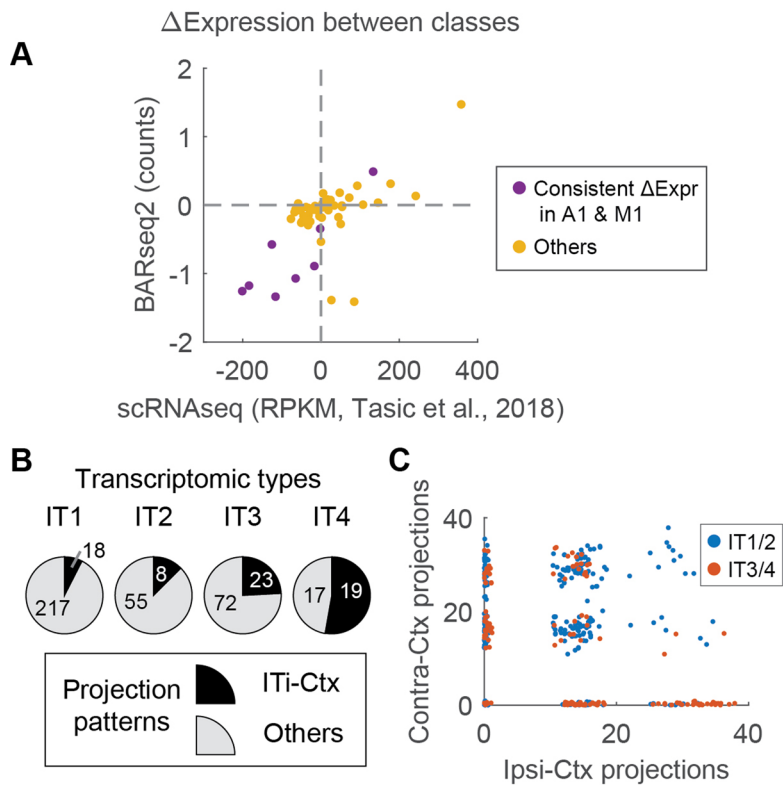 ΔExpression between classes
A
BARseq2 (counts)
2
1
0
-1
-2
-200
0
200
400
scRNAseq (RPKM, Tasic et al., 2018)
Consistent ΔExpr
in A1 & M1
Others
B
Transcriptomic types
IT1
IT2
IT3
IT4
18
217
8
55
23
72
19
17
Projection
patterns
ITi-Ctx
Others
C
Contra-Ctx projections
40
20
0
0
20
40
Ipsi-Ctx projections
IT1/2
IT3/4